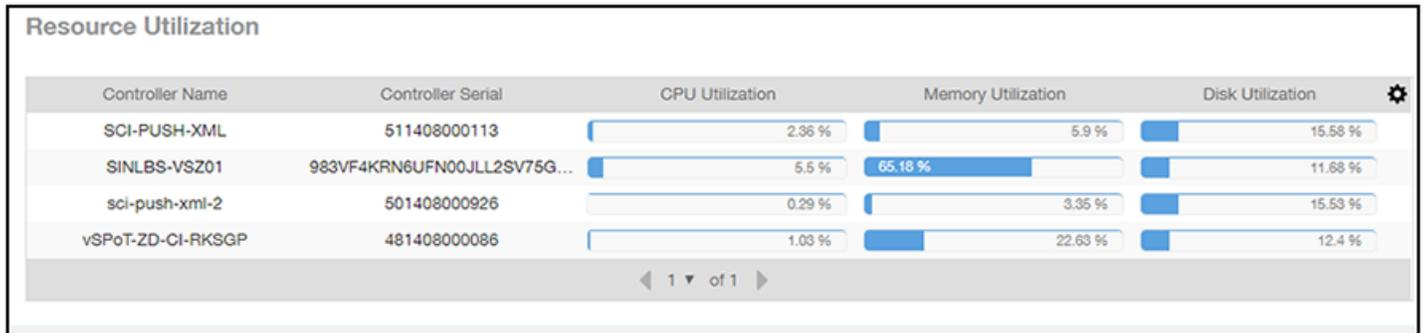 Resource Utilization
Controller Name Controller Serial CPU Utilization Memory Utilization Disk Utilization
SCI-PUSH-XML 511408000113 2.36 % 5.9 % 15.58 %
SINLBS-VSZ01 983VF4KRN6UFN00JLL2SV75G... 5.5 % 65.18 % 11.68 %
sci-push-xml-2 501408000926 0.29 % 3.35 % 15.53 %
vSPoT-ZD-CI-RKSGP 481408000086 1.03 % 22.63 % 12.4 %
1 of 1